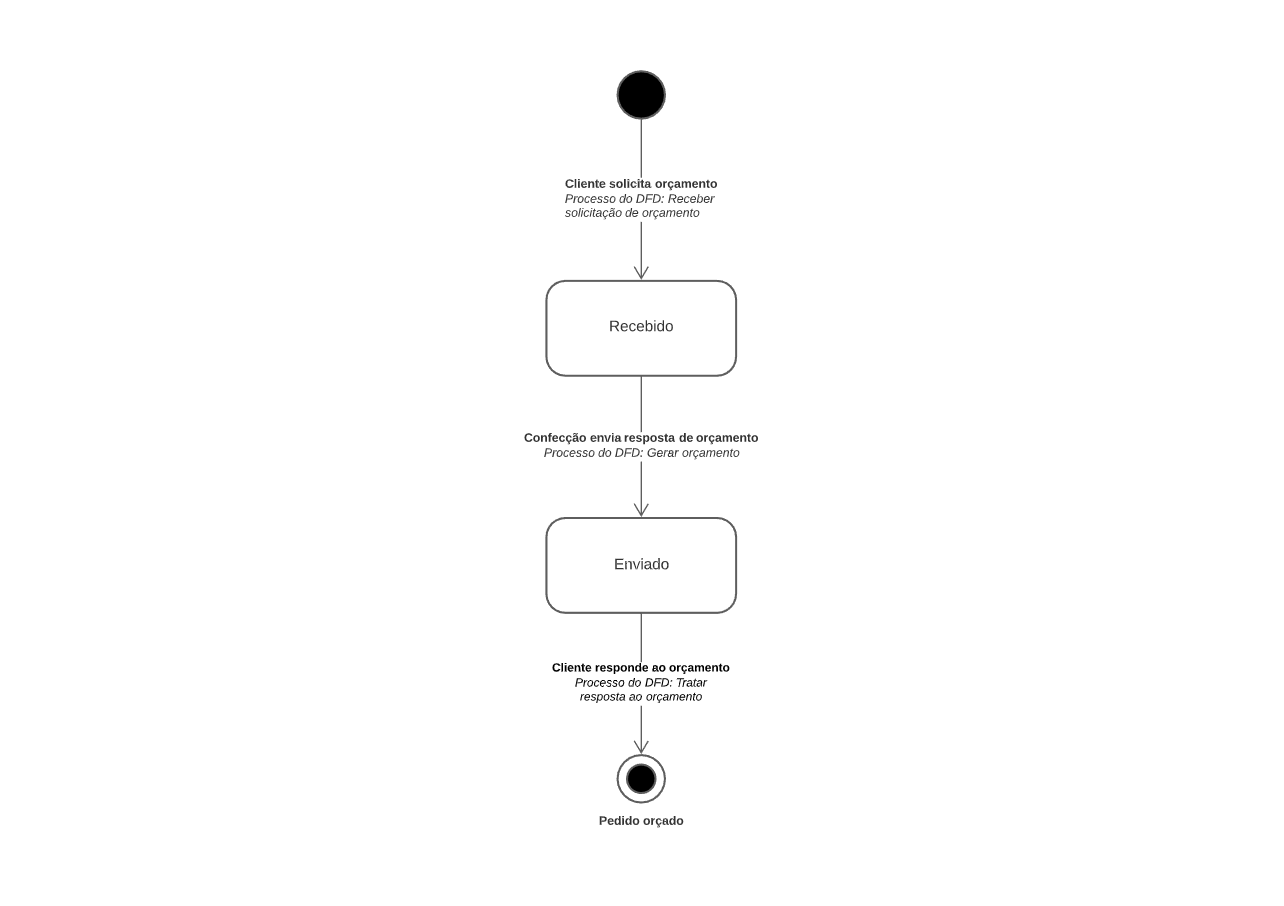 Cliente solicita orçamento
Processo do DFD: Receber
solicitação de orçamento
Recebido
Confecção envia resposta de orçamento
Processo do DFD: Gerar orçamento
Enviado
Cliente responde ao orçamento
Processo do DFD: Tratar
resposta ao orçamento
Pedido orçado